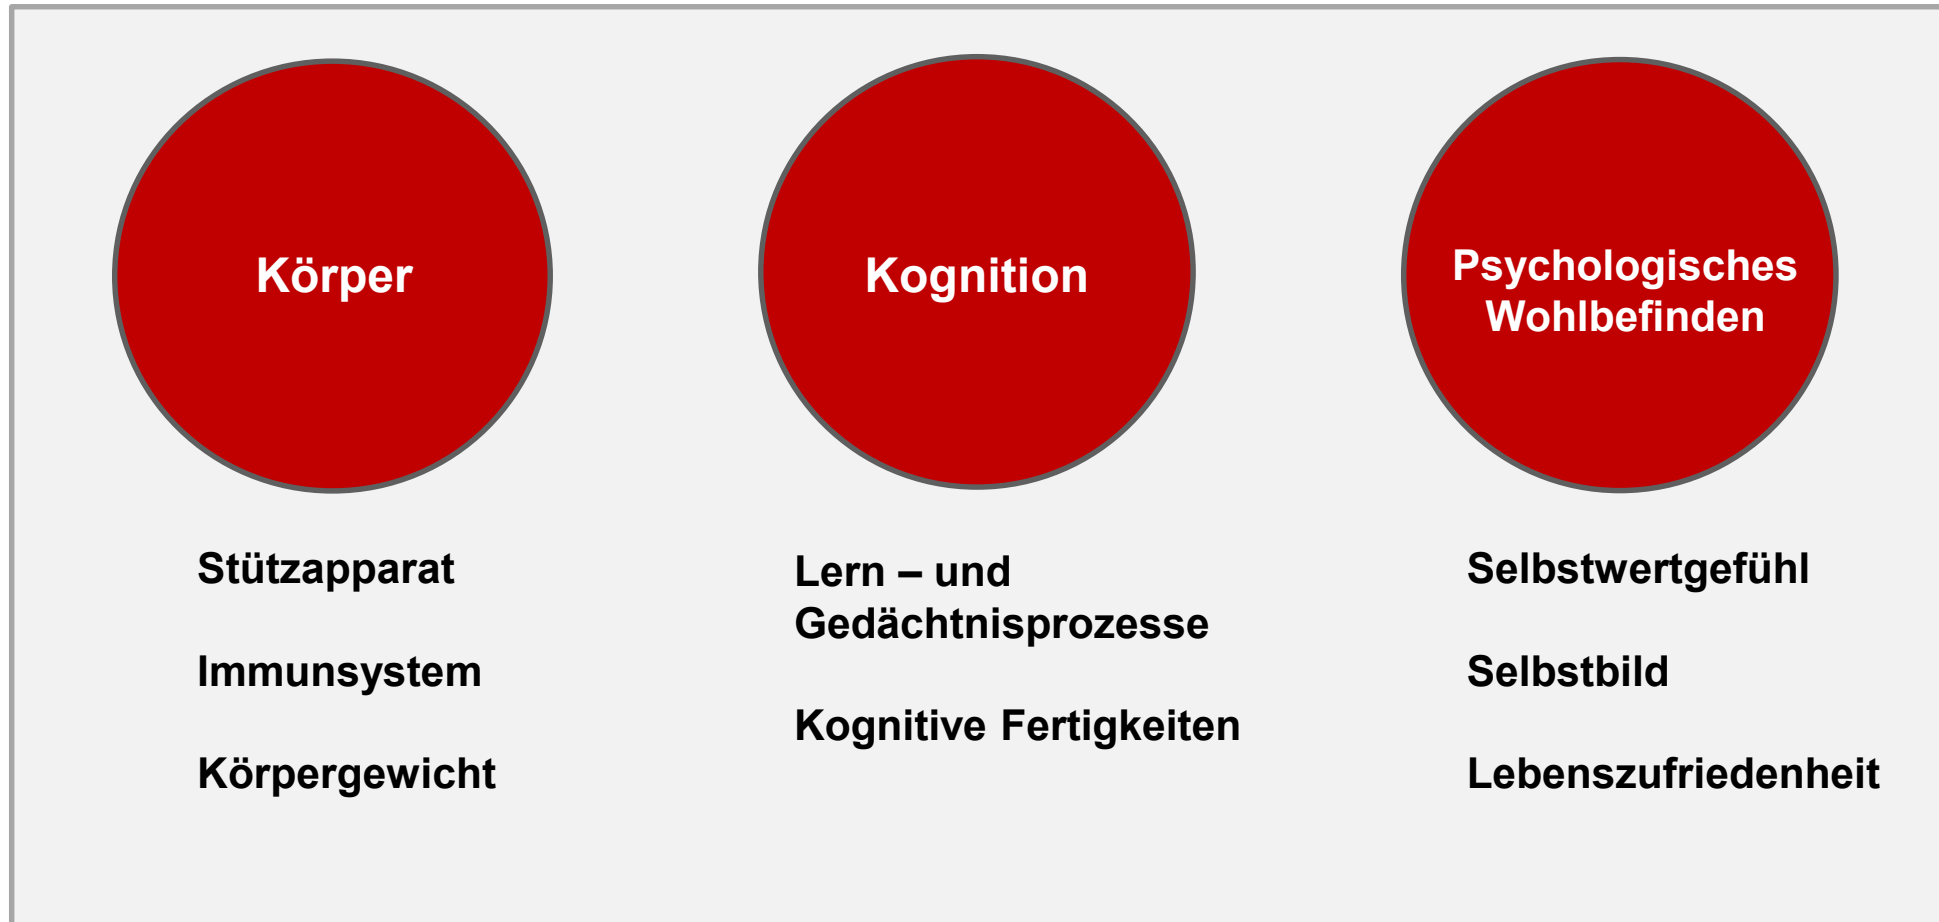 Körper
Stützapparat
Immunsystem
Körpergewicht
Kognition
Lern – und
Gedächtnisprozesse
Kognitive Fertigkeiten
Psychologisches
Wohlbefinden
Selbstwertgefühl
Selbstbild
Lebenszufriedenheit